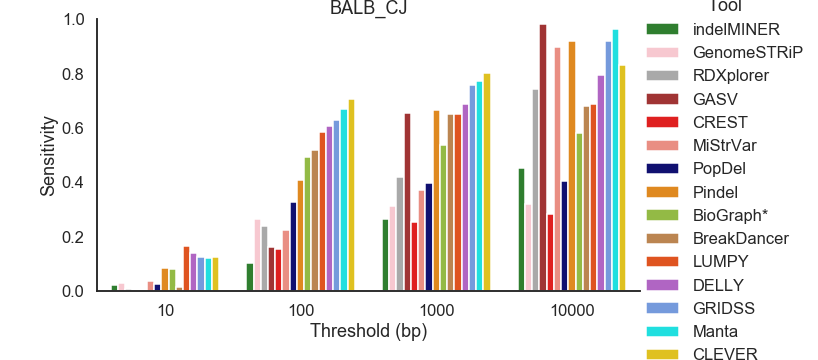 BALB_CJ
Tool
1.0
0.8
0.6
0.4
0.2
0.0
Sensitivity
10
100
1000
10000
Threshold (bp)
indelMINER
GenomeSTRiP
RDXplorer
GASV
CREST
MiStrVar
PopDel
Pindel
BioGraph*
BreakDancer
LUMPY
DELLY
GRIDSS
Manta
CLEVER